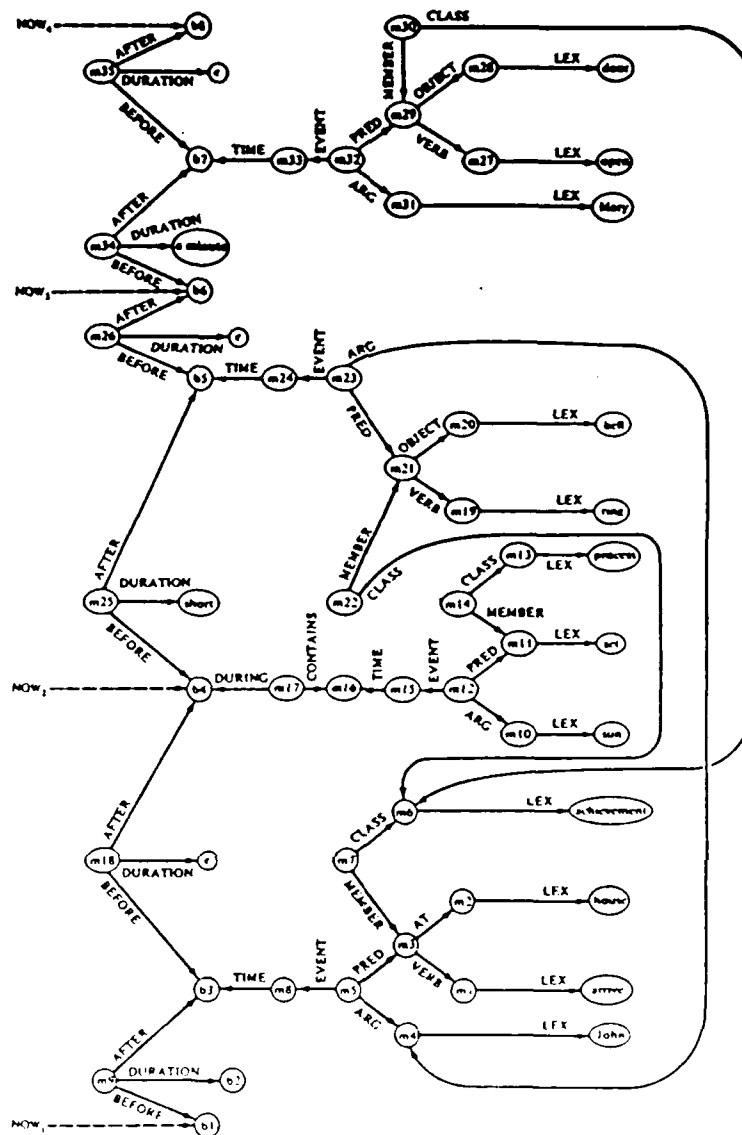 NOW₄
b8
m30
CLASS
AFTER
m35
DURATION
e
BEFORE
MEMBER
OBJECT
m28
LEX
door
m29
PRED
VERB
m27
LEX
open
b7
TIME
m33
EVENT
m32
ARG
m31
LEX
Mary
AFTER
m34
DURATION
a minute
BEFORE
NOW₃
b6
AFTER
m26
DURATION
e
BEFORE
b5
TIME
m24
EVENT
m23
ARG
PRED
OBJECT
m20
LEX
bell
m21
VERB
m19
LEX
ring
MEMBER
AFTER
m25
DURATION
short
m22
CLASS
BEFORE
CLASS
m13
LEX
process
m14
MEMBER
m11
LEX
set
NOW₂
b4
DURING
m17
CONTAINS
m16
TIME
m15
EVENT
m12
PRED
ARG
m10
LEX
sun
m6
LEX
achievement
AFTER
m18
DURATION
e
BEFORE
CLASS
m7
MEMBER
AT
m2
LEX
house
m3
PRED
VERB
m1
LEX
arrive
b3
TIME
m8
EVENT
m5
ARG
m4
LEX
John
AFTER
m9
DURATION
b2
BEFORE
NOW₁
b1